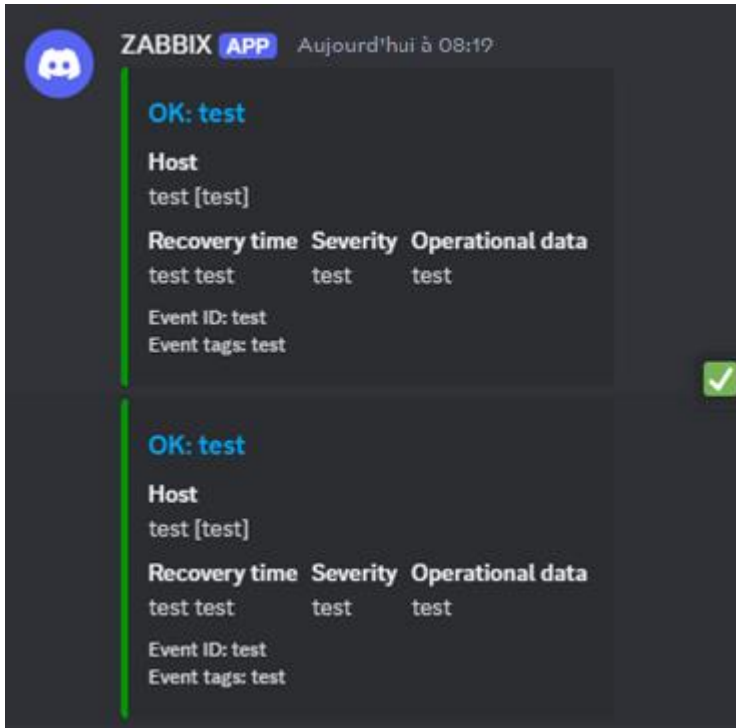 ZABBIX APP Aujourd'hui à 08:19
OK: test
Host
test [test]
Recovery time Severity Operational data
test test test test
Event ID: test
Event tags: test
OK: test
Host
test [test]
Recovery time Severity Operational data
test test test test
Event ID: test
Event tags: test